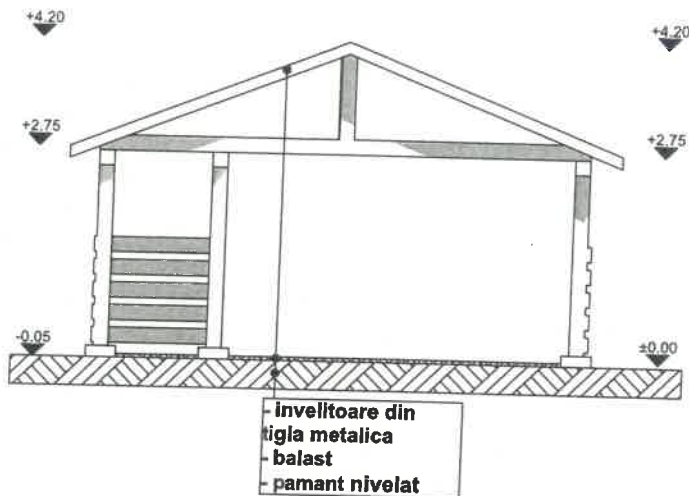 +4.20
+4.20
+2.75
+2.75
-0.05
±0.00
- invelitoare din
tigla metalica
- balast
- pamant nivelat